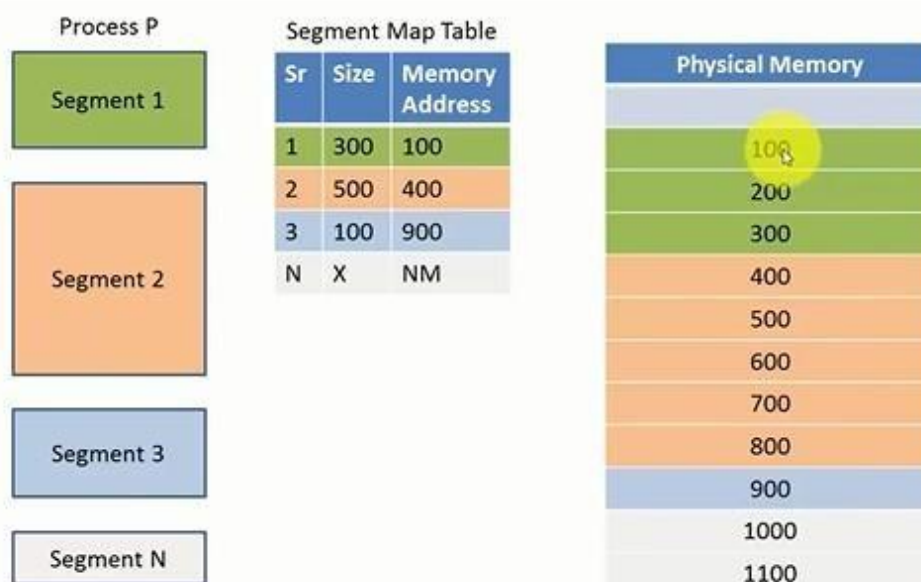 Process P
Segment 1
Segment 2
Segment 3
Segment N
Segment Map Table
Sr Size Memory Address
1 300 100
2 500 400
3 100 900
N X NM
Physical Memory
100
200
300
400
500
600
700
800
900
1000
1100